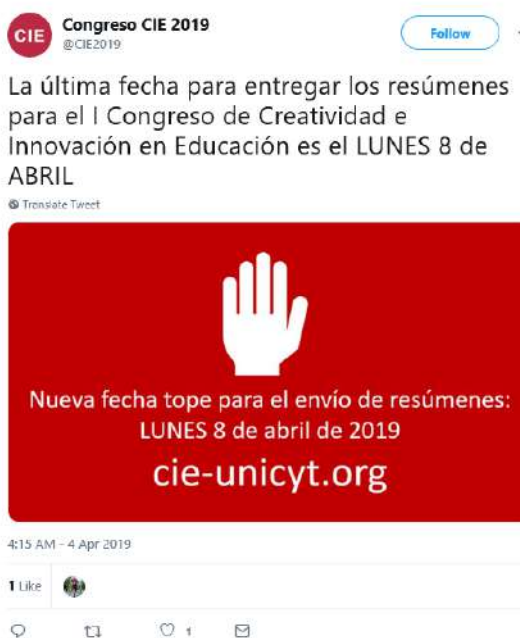 CIE
Congreso CIE 2019
@CIE2019
Follow
La última fecha para entregar los resúmenes
para el I Congreso de Creatividad e
Innovación en Educación es el LUNES 8 de
ABRIL
Translate Tweet
Nueva fecha tope para el envío de resúmenes:
LUNES 8 de abril de 2019
cie-unicyt.org
4:15 AM - 4 Apr 2019
1 Like
1